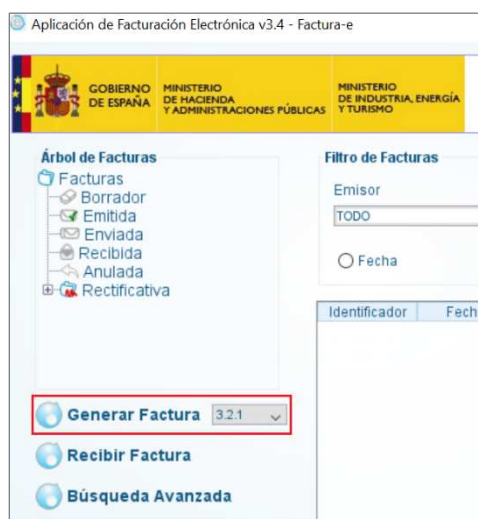 Aplicación de Facturación Electrónica v3.4 - Factura-e
GOBIERNO
DE ESPAÑA
MINISTERIO
DE HACIENDA
Y ADMINISTRACIONES PÚBLICAS
MINISTERIO
DE INDUSTRIA, ENERGÍA
Y TURISMO
Árbol de Facturas
Facturas
Borrador
Emitida
Enviada
Recibida
Anulada
Rectificativa
Filtro de Facturas
Emisor
TODO
Fecha
Identificador Fech
Generar Factura 3.2.1
Recibir Factura
Búsqueda Avanzada